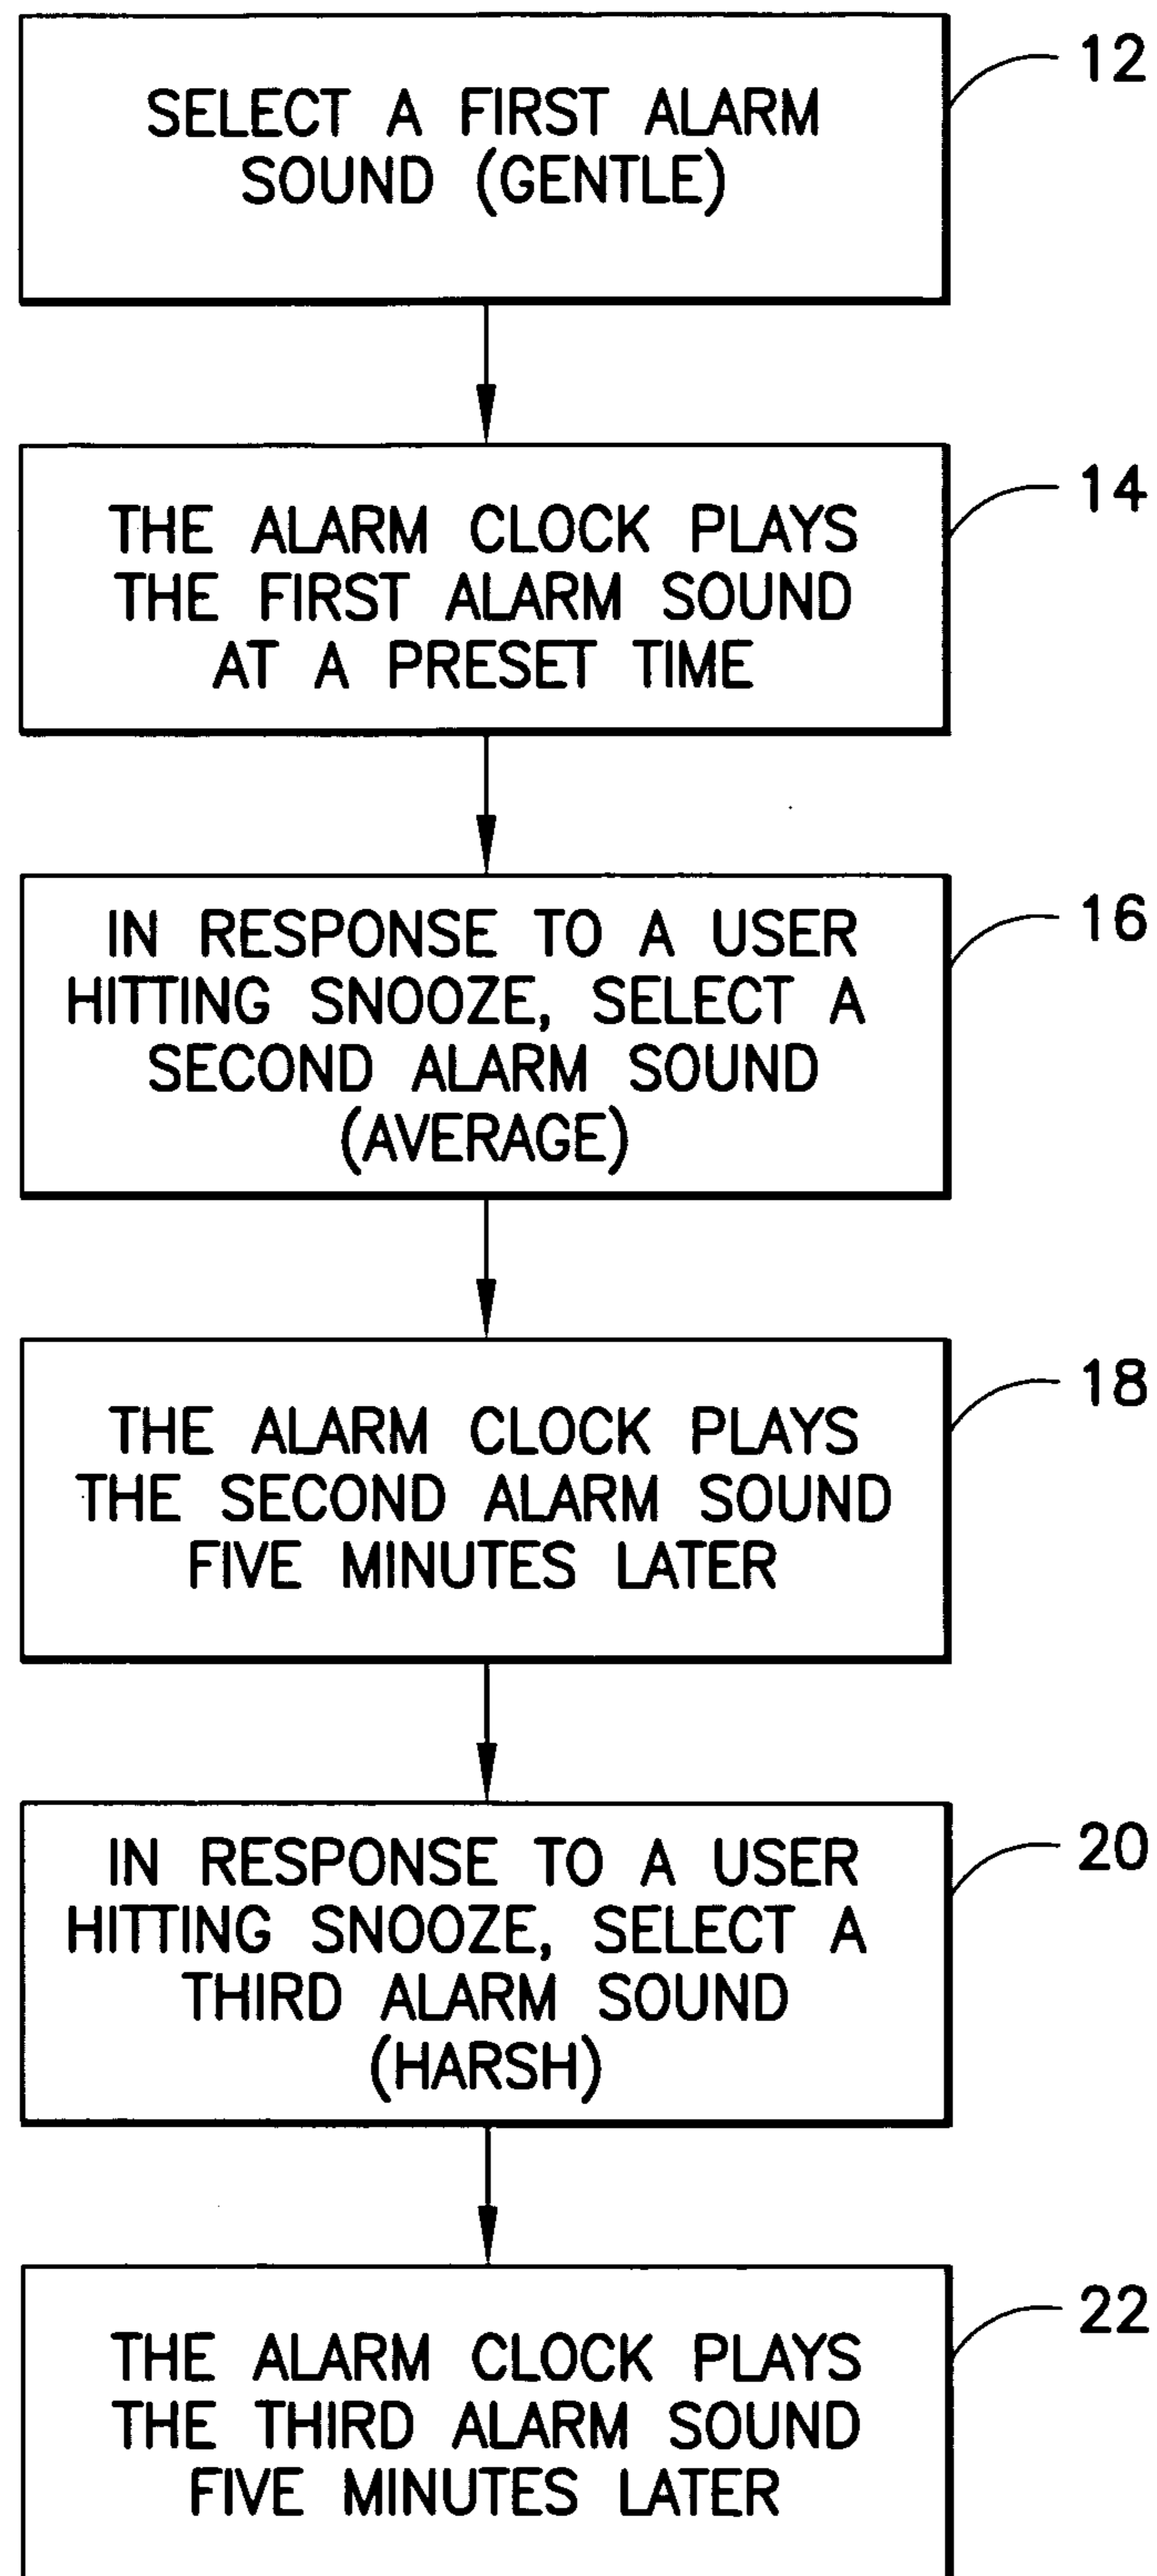 SELECT A FIRST ALARM
SOUND (GENTLE)
12
THE ALARM CLOCK PLAYS
THE FIRST ALARM SOUND
AT A PRESET TIME
14
IN RESPONSE TO A USER
HITTING SNOOZE, SELECT A
SECOND ALARM SOUND
(AVERAGE)
16
THE ALARM CLOCK PLAYS
THE SECOND ALARM SOUND
FIVE MINUTES LATER
18
IN RESPONSE TO A USER
HITTING SNOOZE, SELECT A
THIRD ALARM SOUND
(HARSH)
20
THE ALARM CLOCK PLAYS
THE THIRD ALARM SOUND
FIVE MINUTES LATER
22